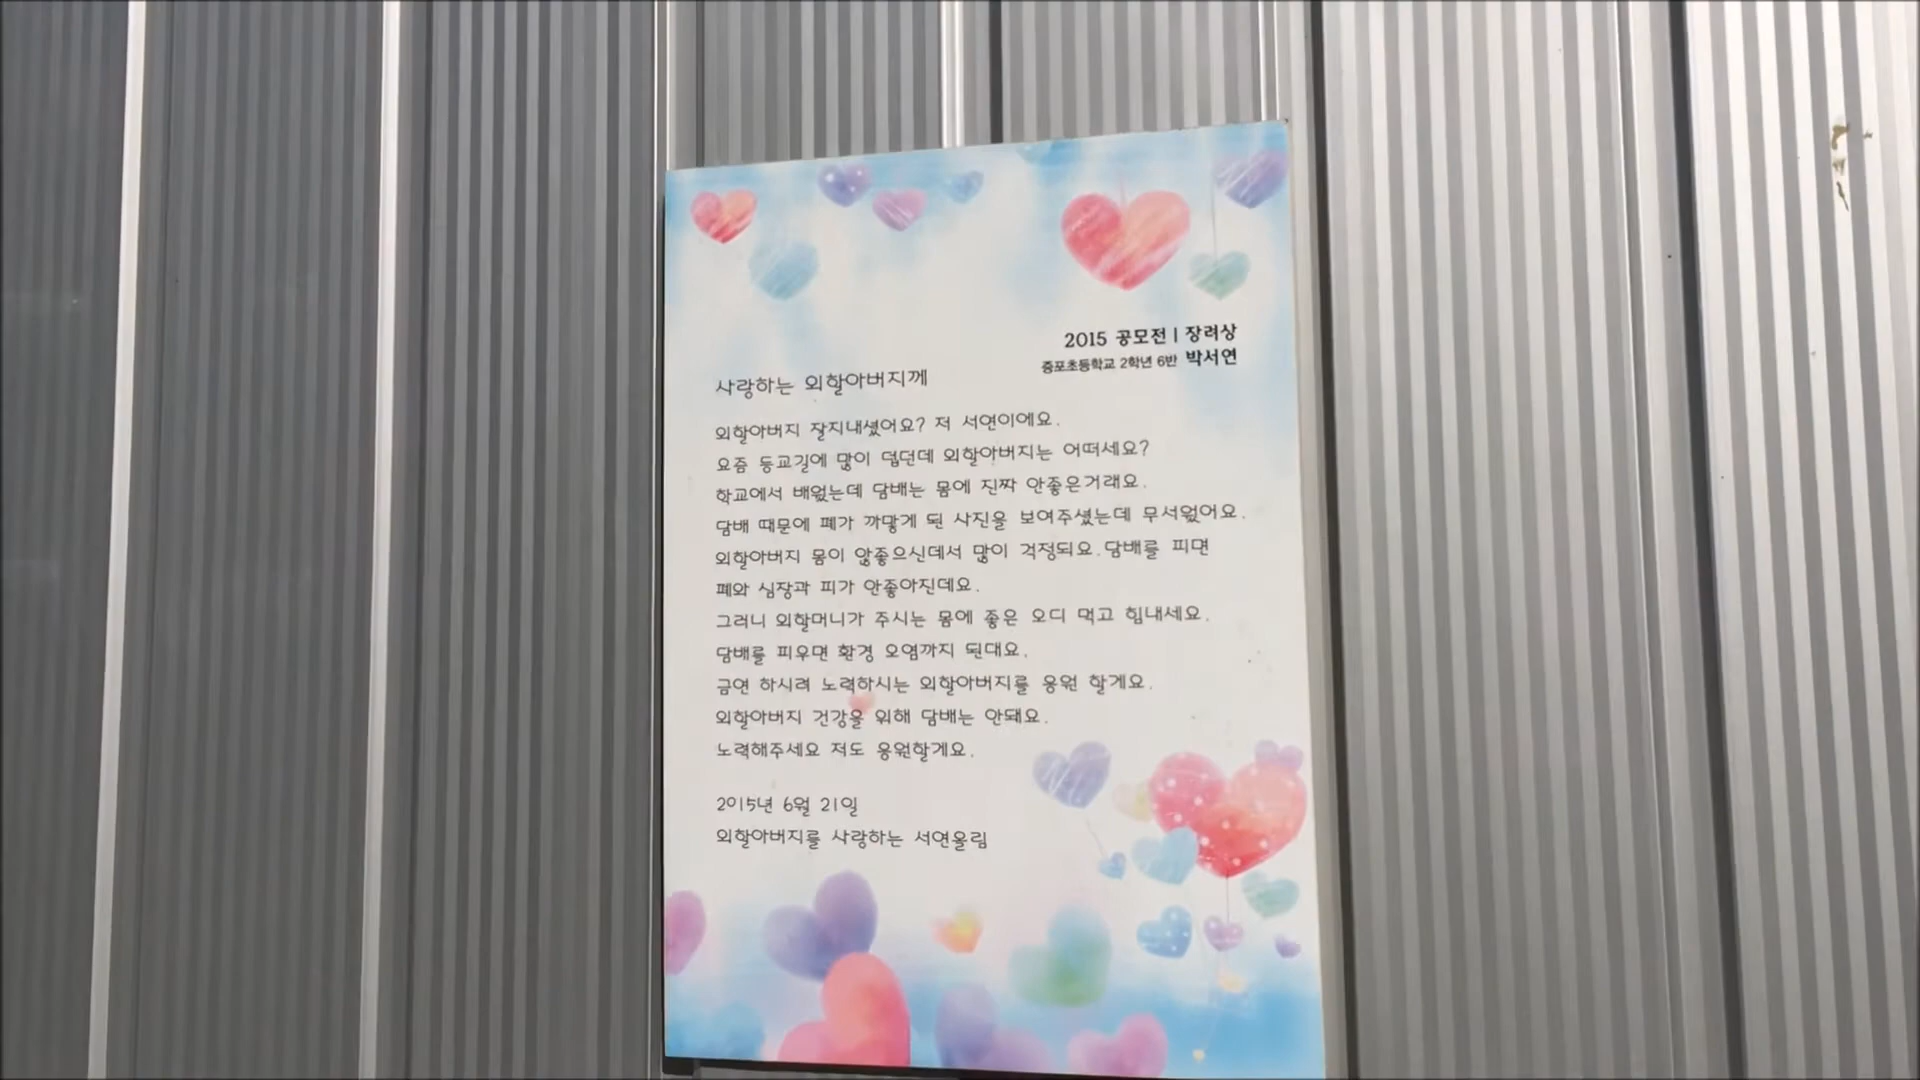 2015 공모전 | 장려상
증포초등학교 2학년 6반 박서연
사랑하는 외할아버지께
외할아버지 잘지내셨어요? 저 서연이에요.
요즘 등교길에 많이 덥던데 외할아버지는 어떠세요?
학교에서 배웠는데 담배는 몸에 진짜 안좋은거래요.
담배 때문에 폐가 까맣게 된 사진을 보여주셨는데 무서웠어요.
외할아버지 몸이 않좋으신데서 많이 걱정되요.담배를 피면
폐와 심장과 피가 안좋아진데요.
그러니 외할머니가 주시는 몸에 좋은 오디 먹고 힘내세요.
담배를 피우면 환경 오염까지 된대요.
금연 하시려 노력하시는 외할아버지를 응원 할게요.
외할아버지 건강을 위해 담배는 안돼요.
노력해주세요 저도 응원할게요.
2015년 6월 21일
외할아버지를 사랑하는 서연올림